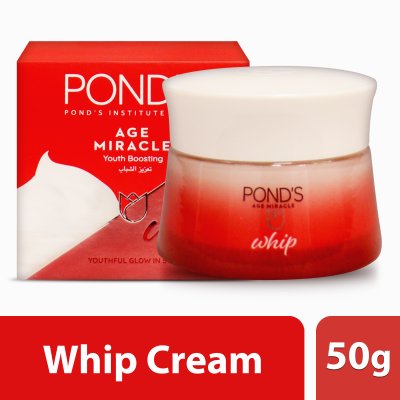 POND'S
POND'S INSTITUTE
AGE
MIRACLE
Youth Boosting
تعزيز الشباب
YOUTHFUL GLOW IN
POND'S
AGE MIRACLE
whip
Whip Cream
50g